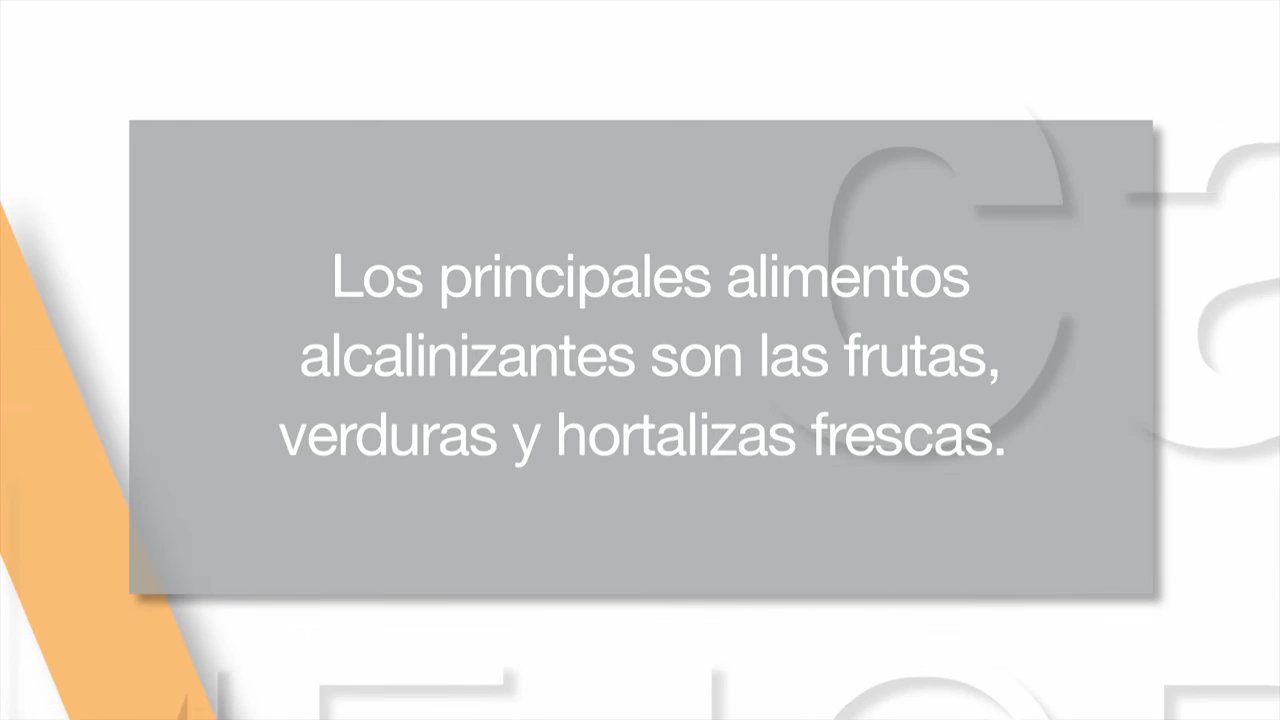 Los principales alimentos
alcalinizantes son las frutas,
verduras y hortalizas frescas.